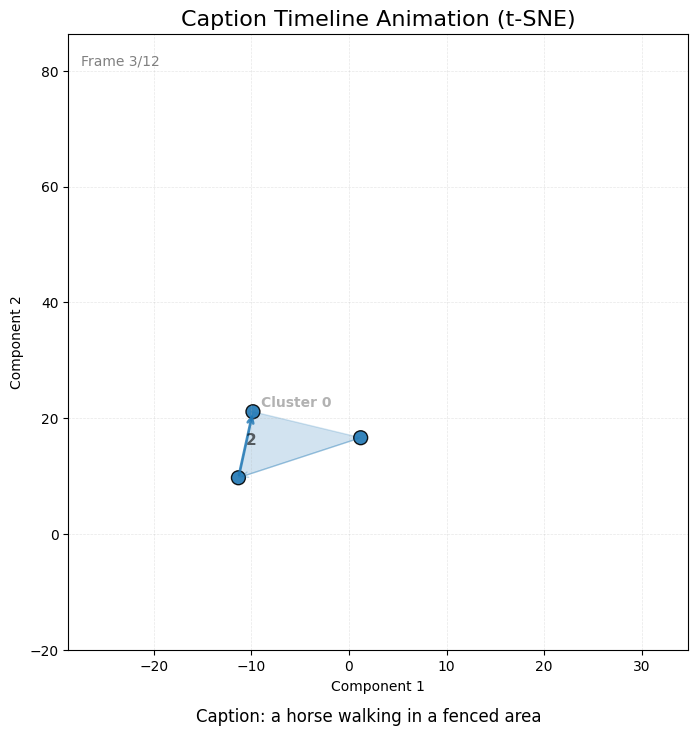 Caption Timeline Animation (t-SNE)
Frame 3/12
80
60
40
20
0
−20
Component 2
Cluster 0
2
−20
−10
0
10
20
30
Component 1
Caption: a horse walking in a fenced area